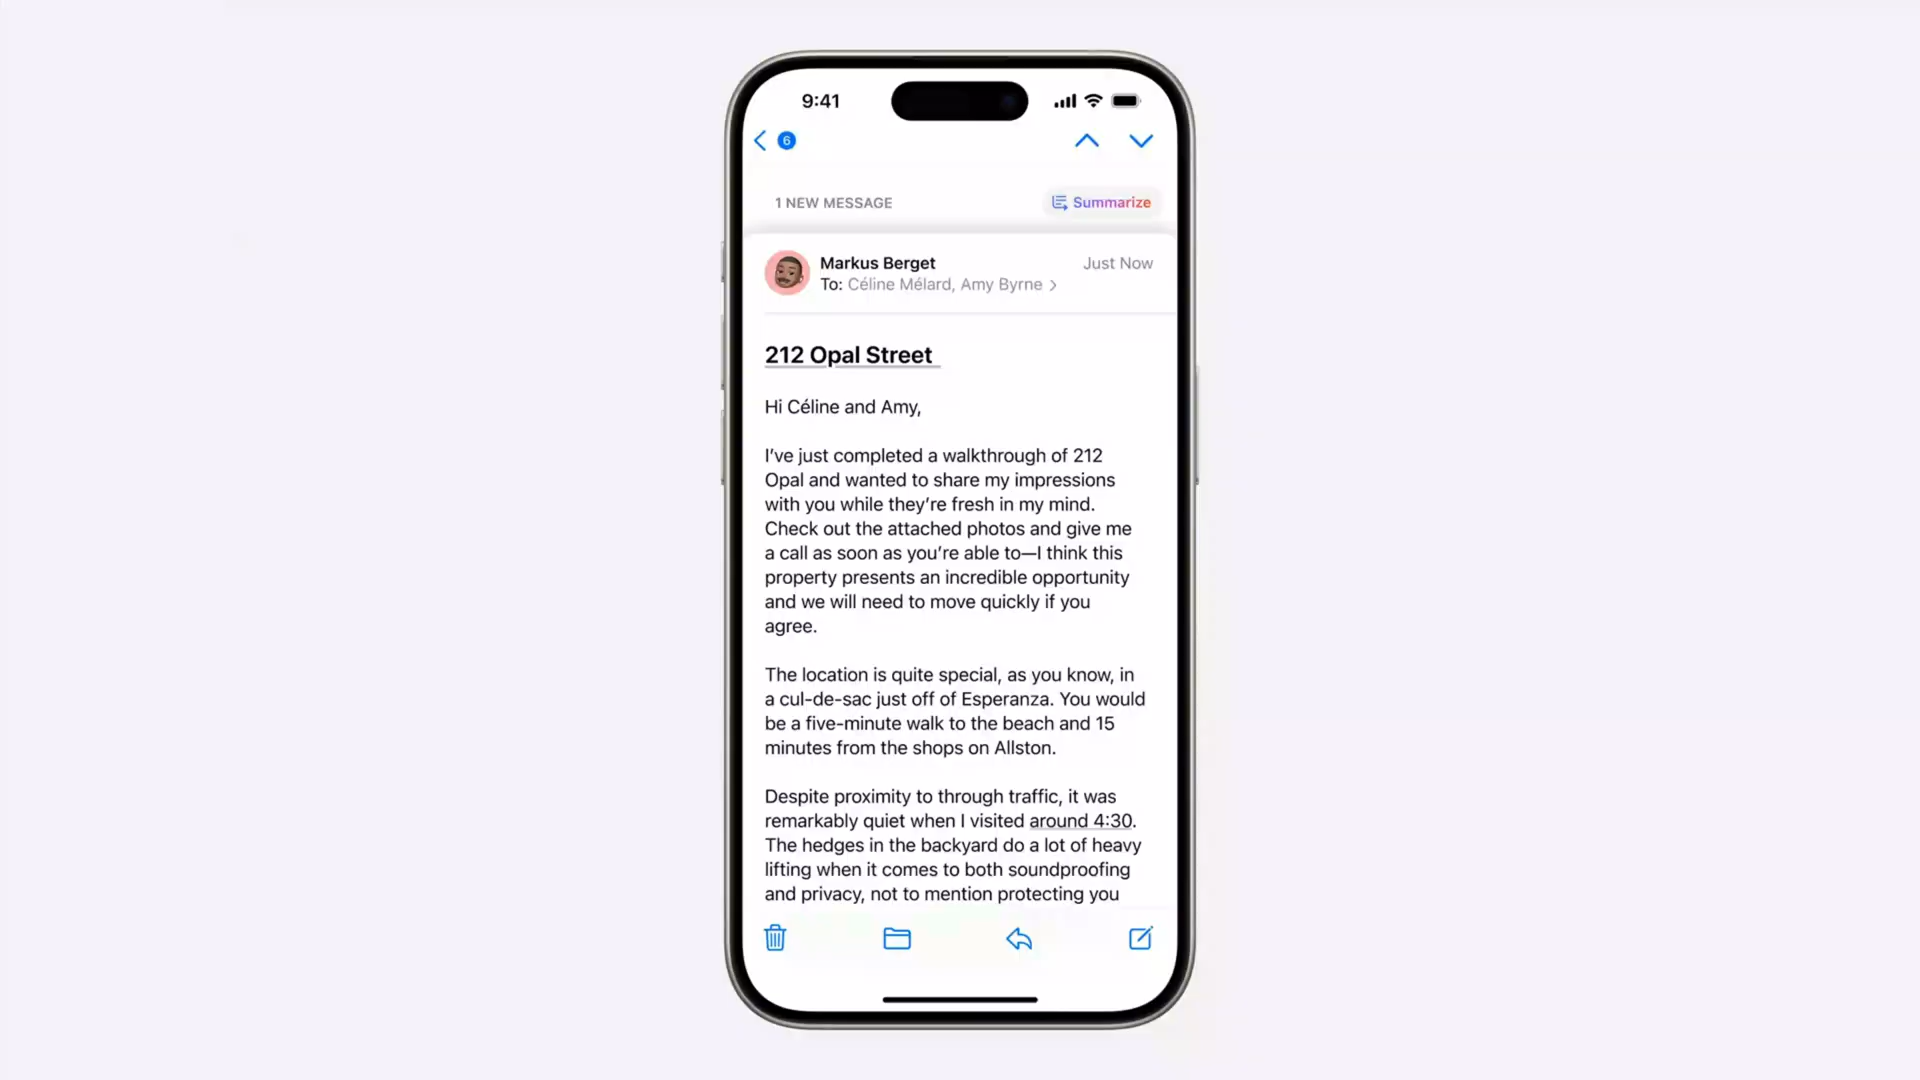 9:41
6
1 NEW MESSAGE
Summarize
Markus Berget
Just Now
To: Céline Mélard, Amy Byrne
212 Opal Street
Hi Céline and Amy,
I’ve just completed a walkthrough of 212
Opal and wanted to share my impressions
with you while they’re fresh in my mind.
Check out the attached photos and give me
a call as soon as you’re able to—I think this
property presents an incredible opportunity
and we will need to move quickly if you
agree.
The location is quite special, as you know, in
a cul-de-sac just off of Esperanza. You would
be a five-minute walk to the beach and 15
minutes from the shops on Allston.
Despite proximity to through traffic, it was
remarkably quiet when I visited around 4:30.
The hedges in the backyard do a lot of heavy
lifting when it comes to both soundproofing
and privacy, not to mention protecting you